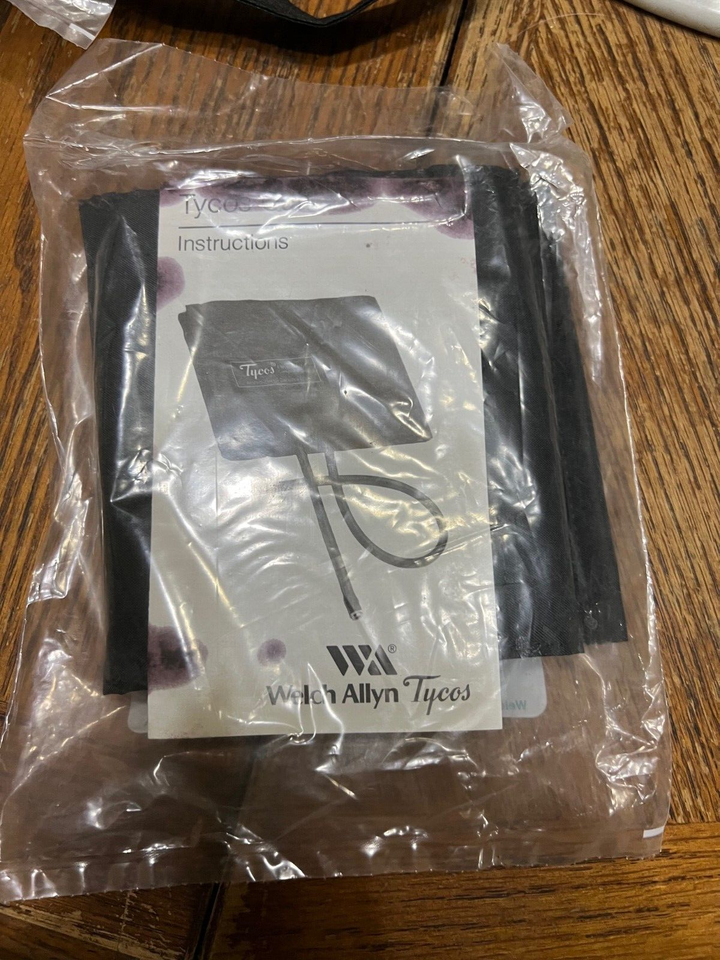 Tycos
Instructions
Tycos
WA®
Welch Allyn Tycos